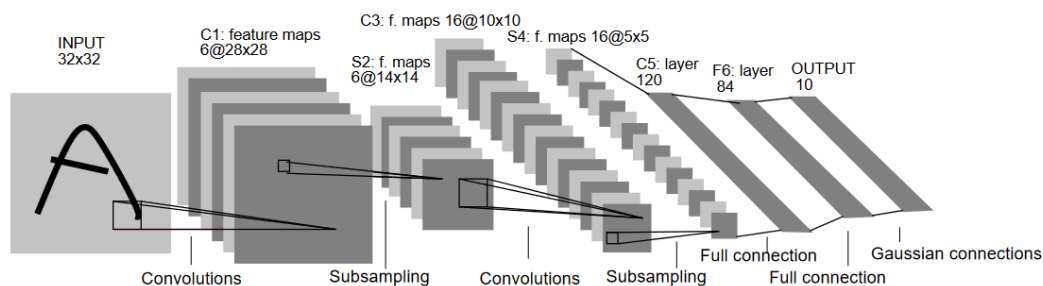 INPUT
32x32
C1: feature maps
6@28x28
S2: f. maps
6@14x14
C3: f. maps 16@10x10
S4: f. maps 16@5x5
C5: layer
120
F6: layer
84
OUTPUT
10
Convolutions
Subsampling
Convolutions
Subsampling
Full connection
Full connection
Gaussian connections